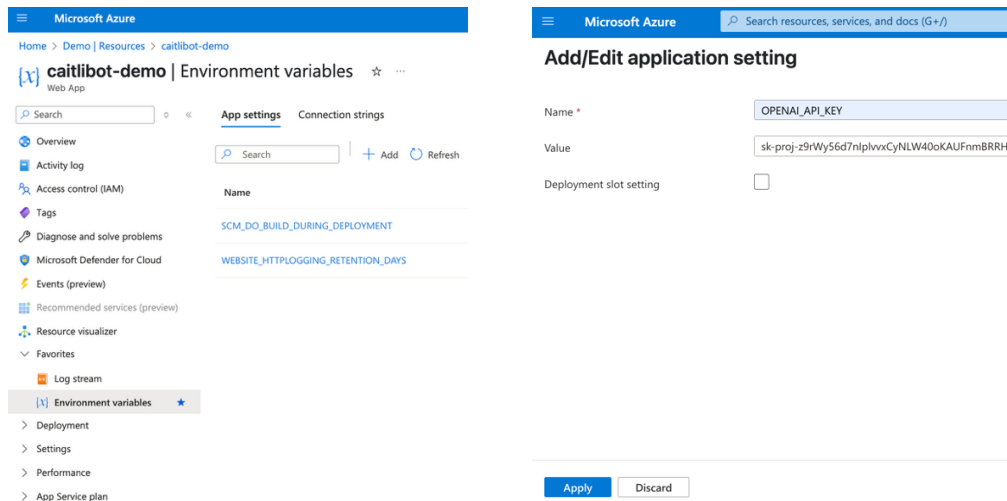 Microsoft Azure
Home > Demo | Resources > caitlibot-demo
{x} caitlibot-demo | Environment variables
Web App
Search
Overview
Activity log
Access control (IAM)
Tags
Diagnose and solve problems
Microsoft Defender for Cloud
Events (preview)
Recommended services (preview)
Resource visualizer
Favorites
Log stream
{x} Environment variables
Deployment
Settings
Performance
App Service plan
App settings Connection strings
Search + Add Refresh
Name
SCM_DO_BUILD_DURING_DEPLOYMENT
WEBSITE_HTTPLOGGING_RETENTION_DAYS
Microsoft Azure Search resources, services, and docs (G+/)
Add/Edit application setting
Name * OPENAI_API_KEY
Value sk-proj-z9rWy56d7nIplvvxCyNLW40oKAUFnmBRRH
Deployment slot setting
Apply Discard